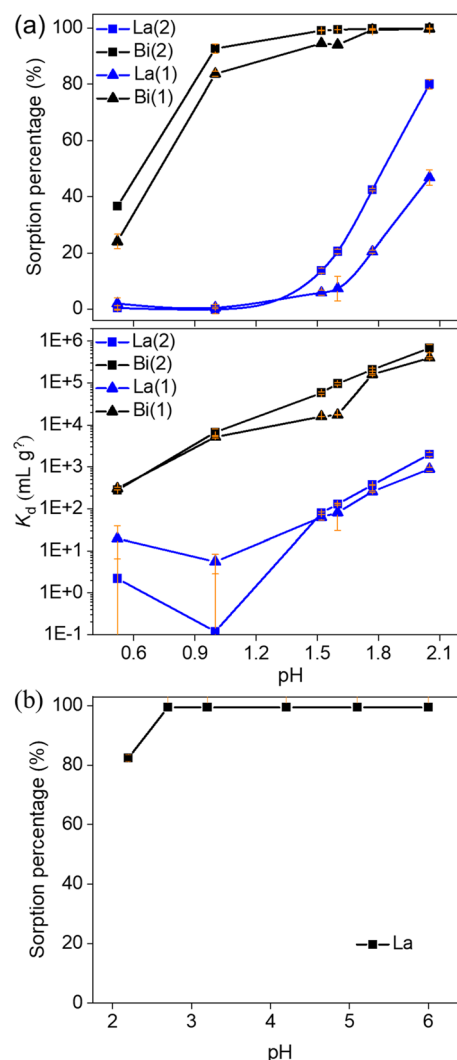 (a)
100
80
60
40
20
0
Sorption percentage (%)
La(2)
Bi(2)
La(1)
Bi(1)
1E+6
1E+5
1E+4
1E+3
1E+2
1E+1
1E+0
1E-1
Kd (mL g?)
La(2)
Bi(2)
La(1)
Bi(1)
0.6 0.9 1.2 1.5 1.8 2.1
pH
(b)
100
80
60
40
20
0
Sorption percentage (%)
La
2 3 4 5 6
pH